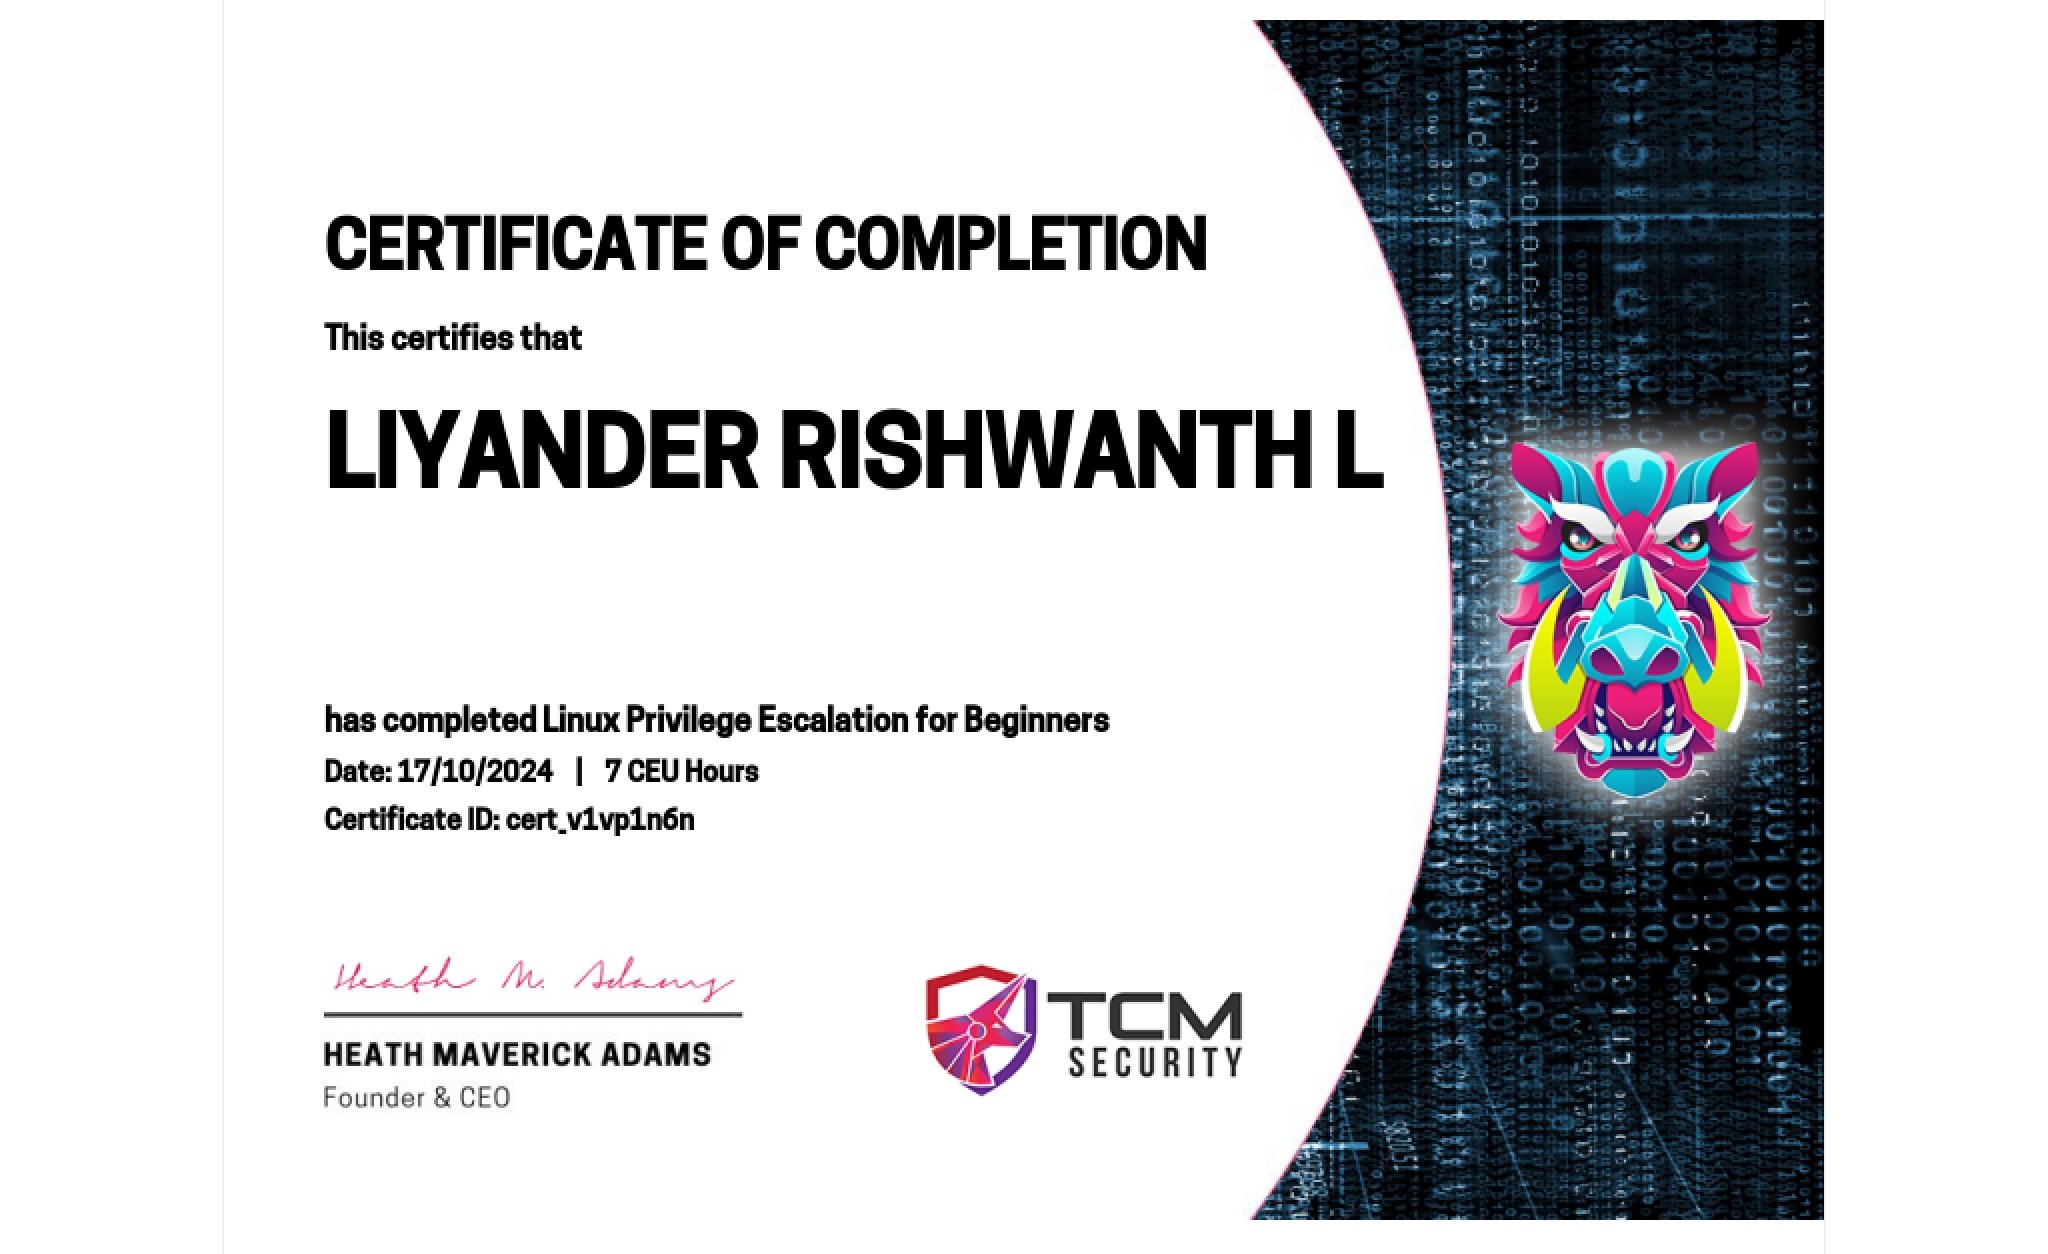 CERTIFICATE OF COMPLETION
This certifies that
LIYANDER RISHWANTH L
has completed Linux Privilege Escalation for Beginners
Date: 17/10/2024 | 7 CEU Hours
Certificate ID: cert_v1vp1n6n
Heath M. Adams
HEATH MAVERICK ADAMS
Founder & CEO
TCM
SECURITY